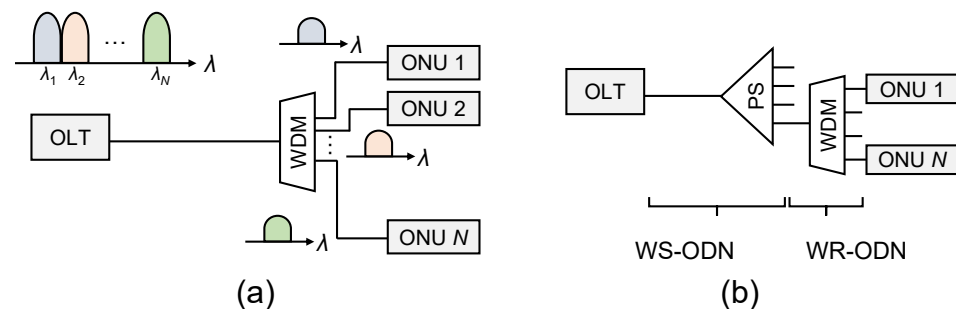 λ
λ1 λ2 … λN λ
OLT
WDM
λ
λ
λ
ONU 1
ONU 2
ONU N
(a)
OLT
PS
WDM
ONU 1
ONU N
WS-ODN WR-ODN
(b)